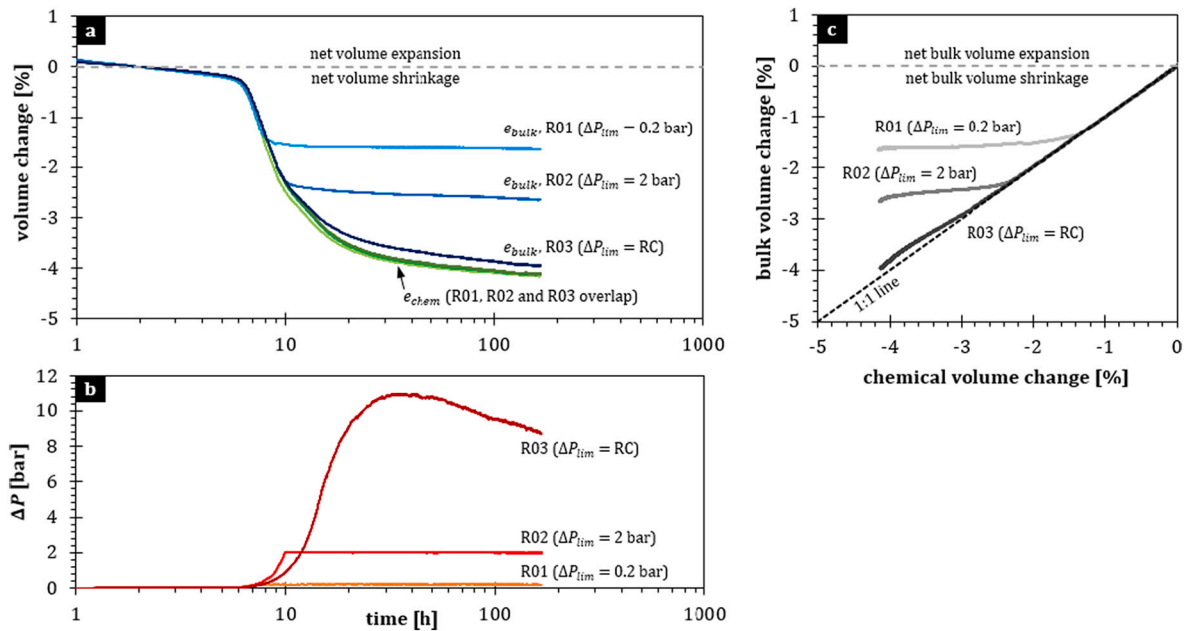 a
1
0
-1
-2
-3
-4
-5
volume change [%]
net volume expansion
net volume shrinkage
e_bulk, R01 (ΔP_lim − 0.2 bar)
e_bulk, R02 (ΔP_lim = 2 bar)
e_bulk, R03 (ΔP_lim = RC)
e_chem (R01, R02 and R03 overlap)
1
10
100
1000
b
12
10
8
6
4
2
0
ΔP [bar]
R03 (ΔP_lim = RC)
R02 (ΔP_lim = 2 bar)
R01 (ΔP_lim = 0.2 bar)
1
10
100
1000
time [h]
c
1
0
-1
-2
-3
-4
-5
bulk volume change [%]
net bulk volume expansion
net bulk volume shrinkage
R01 (ΔP_lim = 0.2 bar)
R02 (ΔP_lim = 2 bar)
R03 (ΔP_lim = RC)
1:1 line
-5
-4
-3
-2
-1
0
chemical volume change [%]